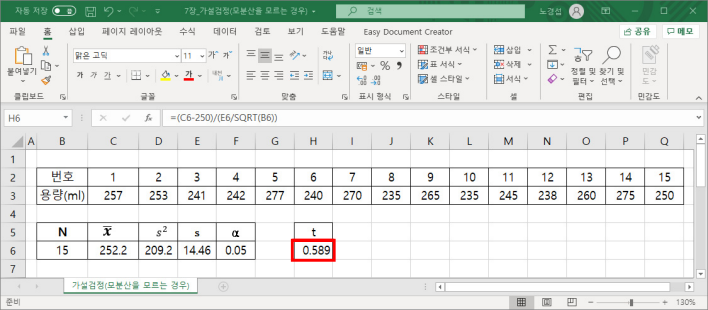 자동 저장 7장_가설검정(모분산을 모르는 경우) 검색 노경섭
파일 홈 삽입 페이지 레이아웃 수식 데이터 검토 보기 도움말 Easy Document Creator 공유 메모
붙여넣기 맑은 고딕 11 일반 조건부 서식 표 서식 셀 스타일 삽입 삭제 서식 정렬 및 필터 찾기 및 선택 민감도
클립보드 글꼴 맞춤 표시 형식 스타일 셀 편집 민감도
H6 fx =(C6-250)/(E6/SQRT(B6))
A B C D E F G H I J K L M N O P Q
1
2 번호 1 2 3 4 5 6 7 8 9 10 11 12 13 14 15
3 용량(ml) 257 253 241 242 277 240 270 235 265 235 245 238 260 275 250
4
5 N x̅ s² s α t
6 15 252.2 209.2 14.46 0.05 0.589
7
가설검정(모분산을 모르는 경우)
준비 130%